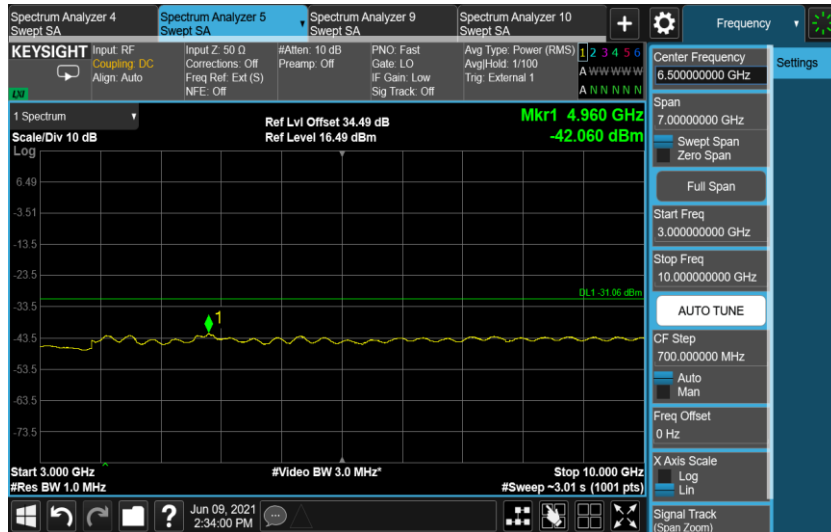 Spectrum Analyzer 4
Swept SA
Spectrum Analyzer 5
Swept SA
Spectrum Analyzer 9
Swept SA
Spectrum Analyzer 10
Swept SA
+
Frequency
KEYSIGHT
LXI
Input: RF
Coupling: DC
Align: Auto
Input Z: 50 Ω
Corrections: Off
Freq Ref: Ext (S)
NFE: Off
#Atten: 10 dB
Preamp: Off
PNO: Fast
Gate: LO
IF Gain: Low
Sig Track: Off
Avg Type: Power (RMS)
Avg|Hold: 1/100
Trig: External 1
1 2 3 4 5 6
A W W W W W
A N N N N N
1 Spectrum
Scale/Div 10 dB
Log
Ref Lvl Offset 34.49 dB
Ref Level 16.49 dBm
Mkr1 4.960 GHz
-42.060 dBm
6.49
-3.51
-13.5
-23.5
-33.5
-43.5
-53.5
-63.5
-73.5
DL1 -31.06 dBm
1
Start 3.000 GHz
#Res BW 1.0 MHz
#Video BW 3.0 MHz*
Stop 10.000 GHz
#Sweep ~3.01 s (1001 pts)
Center Frequency
6.500000000 GHz
Settings
Span
7.00000000 GHz
Swept Span
Zero Span
Full Span
Start Freq
3.000000000 GHz
Stop Freq
10.000000000 GHz
AUTO TUNE
CF Step
700.000000 MHz
Auto
Man
Freq Offset
0 Hz
X Axis Scale
Log
Lin
Signal Track
(Span Zoom)
?
Jun 09, 2021
2:34:00 PM